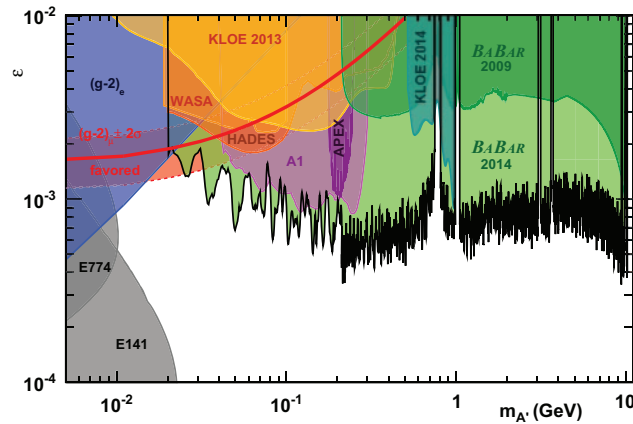 ε
10⁻²
10⁻³
10⁻⁴
KLOE 2013
KLOE 2014
BABAR
2009
(g-2)ₑ
WASA
(g-2)μ ± 2σ
favored
HADES
A1
APEX
BABAR
2014
E774
E141
10⁻²
10⁻¹
1
10
m_A' (GeV)